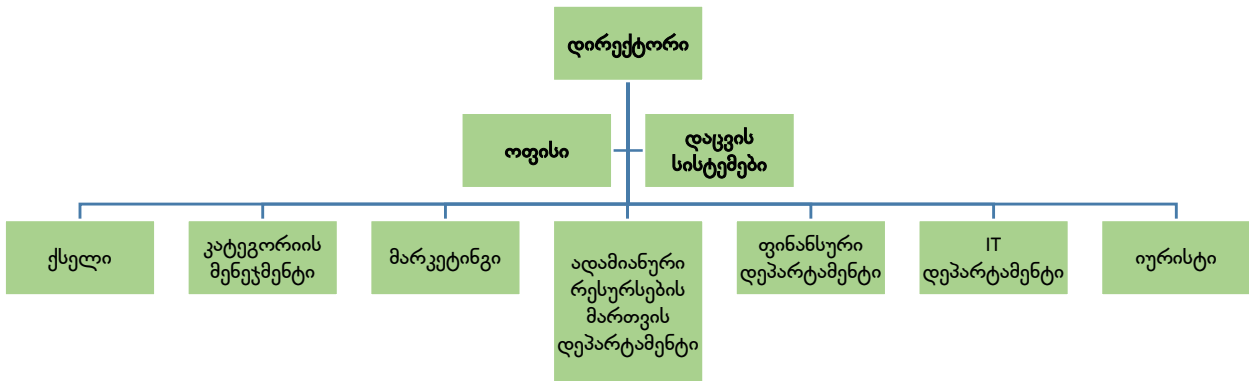 დირექტორი
ოფისი
დაცვის
სისტემები
ქსელი
კატეგორიის
მენეჯმენტი
მარკეტინგი
ადამიანური
რესურსების
მართვის
დეპარტამენტი
ფინანსური
დეპარტამენტი
IT
დეპარტამენტი
იურისტი